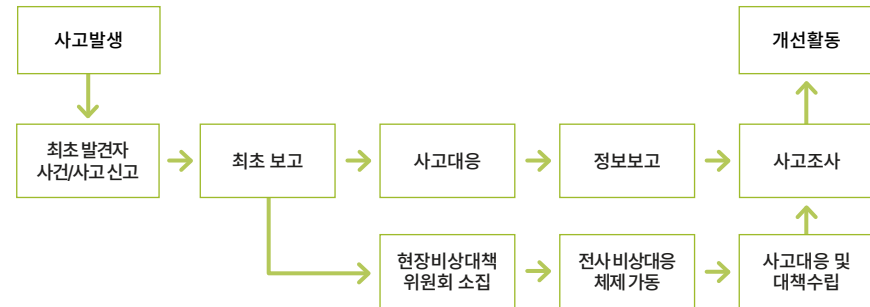 사고발생
개선활동
최초 발견자
사건/사고 신고
최초 보고
사고대응
정보보고
사고조사
현장비상대책
위원회 소집
전사 비상대응
체제 가동
사고대응 및
대책수립